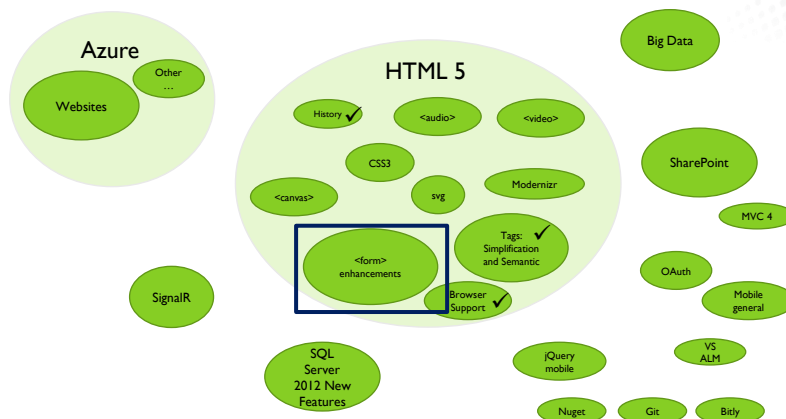 Azure
Other
...
Websites
HTML 5
History
<audio>
<video>
CSS3
Modernizr
<canvas>
svg
Tags:
Simplification
and Semantic
<form>
enhancements
Browser
Support
Big Data
SharePoint
MVC 4
OAuth
Mobile
general
SignalR
SQL
Server
2012 New
Features
jQuery
mobile
VS
ALM
Nuget
Git
Bitly